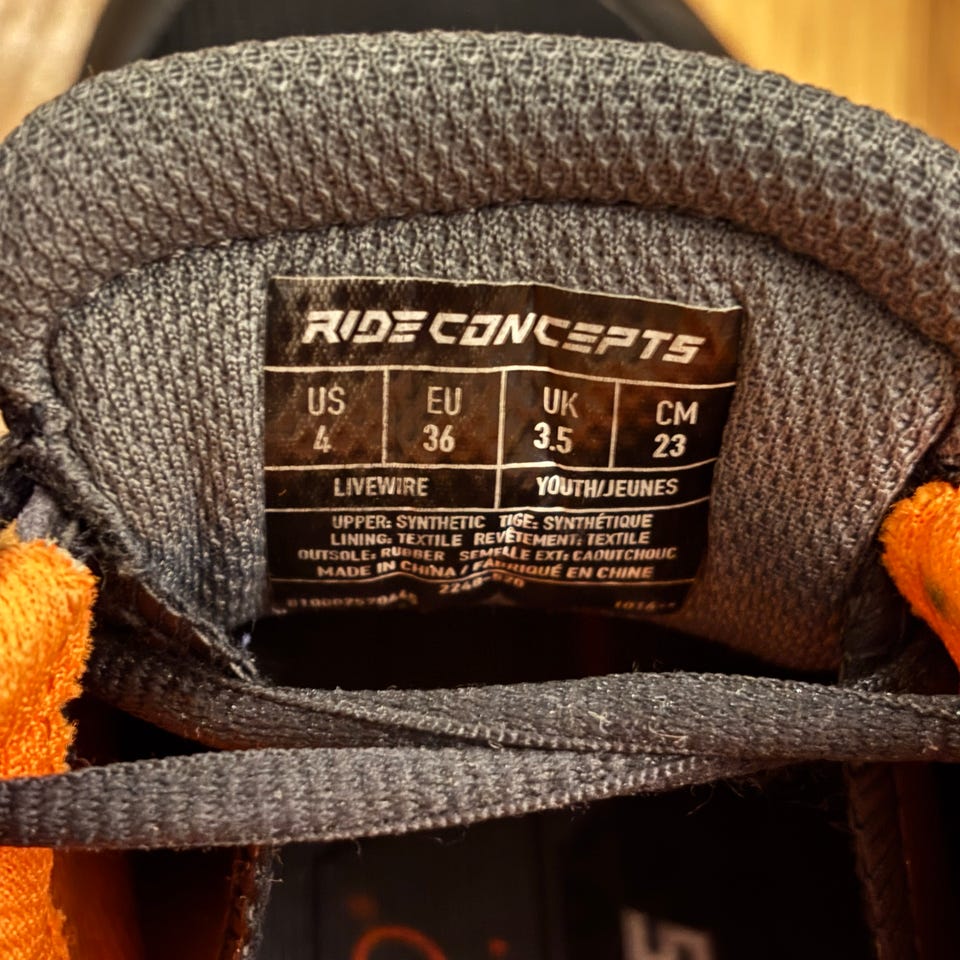 RIDE CONCEPTS
US EU UK CM
4 36 3.5 23
LIVEWIRE YOUTH/JEUNES
UPPER: SYNTHETIC TIGE: SYNTHÉTIQUE
LINING: TEXTILE REVÊTEMENT: TEXTILE
OUTSOLE: RUBBER SEMELLE EXT: CAOUTCHOUC
MADE IN CHINA / FABRIQUÉ EN CHINE